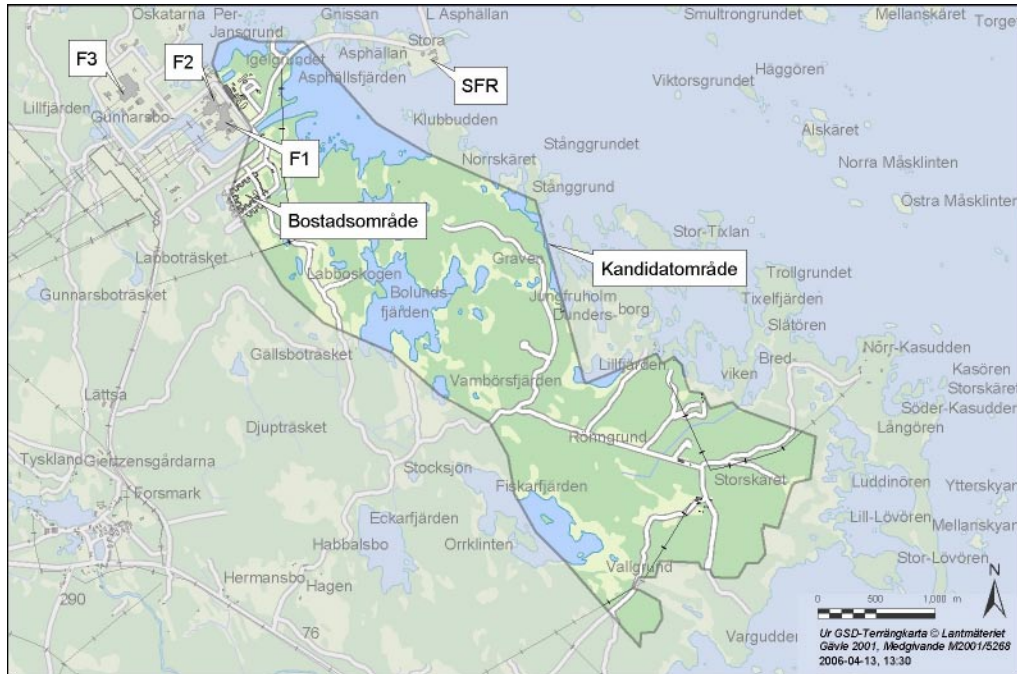 Oskatarna
Per-
Jansgrund
Gnissan
L Asphällan
Stora
Smultrongrundet
Mellanskäret
Torge
Igelgrundet
Asphällan
Asphällsfjärden
F3
F2
SFR
Häggören
Viktorsgrundet
Lillfjärden
Gunnarsbo-
Klubbudden
Alskäret
F1
Norrskäret
Stånggrundet
Stånggrund
Norra Måsklinten
Östra Måsklinten
Bostadsområde
Stor-Tixlan
Labboträsket
Graven
Kandidatområde
Gunnarsboträsket
Labboskogen
Bolunds-
fjärden
Jungfruholm
Dunders-
borg
Trollgrundet
Tixelfjärden
Slätören
Gällsboträsket
Lillfjärden
Bred-
viken
Norr-Kasudden
Kasören
Storskäret
Söder-Kasudden
Långören
Vambörsfjärden
Lättsa
Djupträsket
Rönngrund
Tyskland
Giertzensgårdarna
Stocksjön
Forsmark
Fiskarfjärden
Storskäret
Luddinören
Ytterskyan
Lill-Lövören
Mellanskyan
Eckarfjärden
Habbalsbo
Orrklinten
Stor-Lövören
Hermansbo
Hagen
Vallgrund
290
76
Vargudden
N
0 500 1,000 m
Ur GSD-Terrängkarta © Lantmäteriet
Gävle 2001, Medgivande M2001/5268
2006-04-13, 13:30